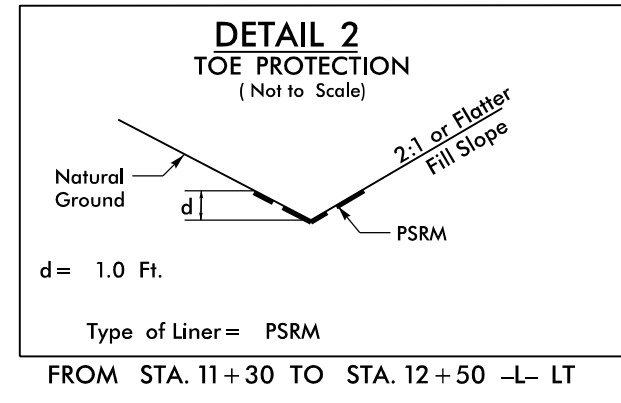 DETAIL 2
TOE PROTECTION
( Not to Scale)
2:1 or Flatter
Fill Slope
Natural
Ground
d
PSRM
d = 1.0 Ft.
Type of Liner = PSRM
FROM STA. 11+30 TO STA. 12+50 -L- LT